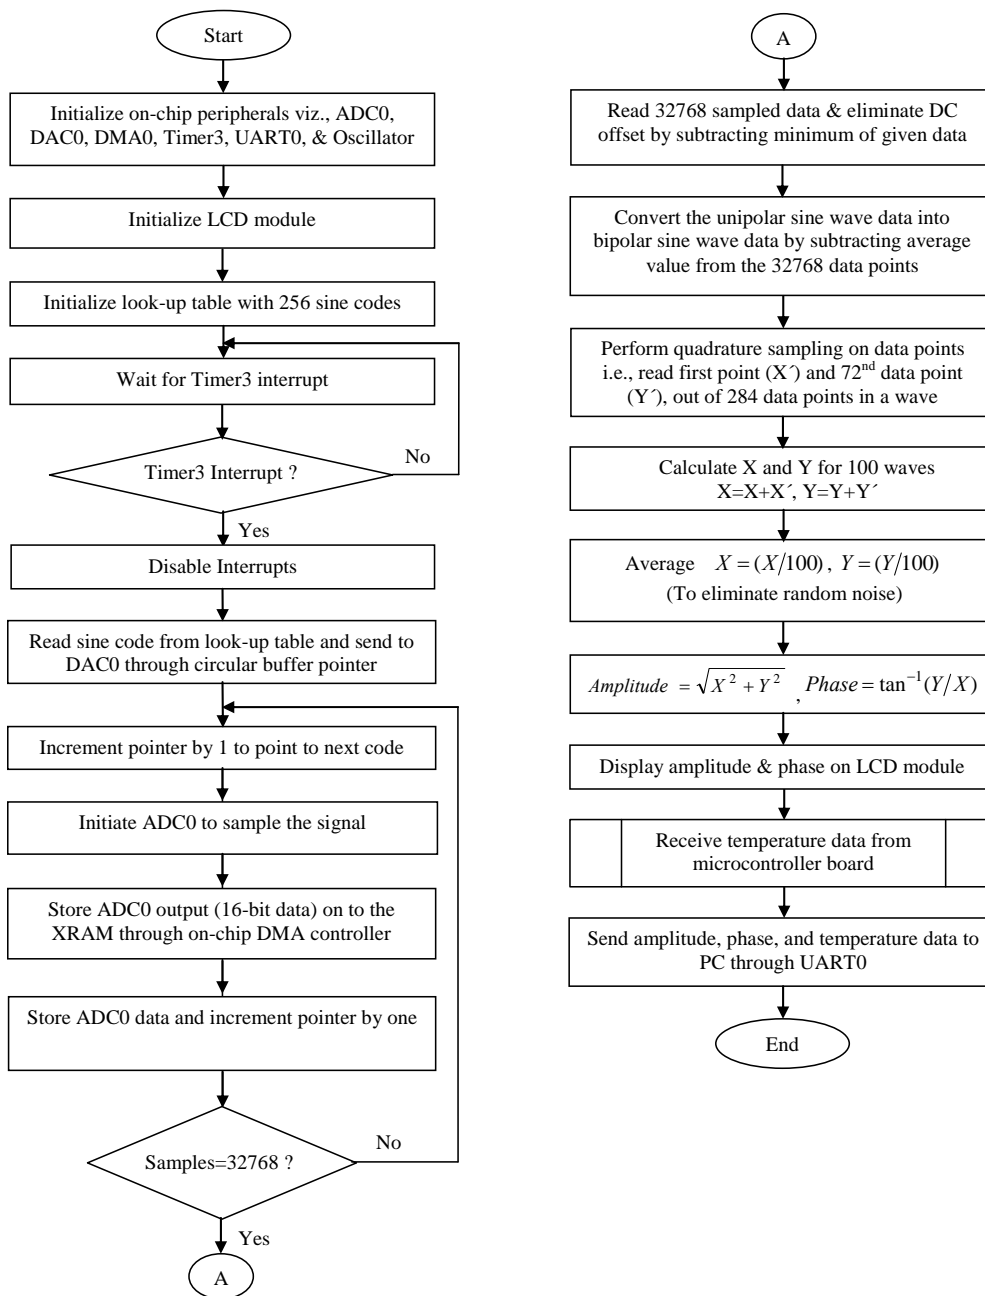 Start
Initialize on-chip peripherals viz., ADC0,
DAC0, DMA0, Timer3, UART0, & Oscillator
Initialize LCD module
Initialize look-up table with 256 sine codes
Wait for Timer3 interrupt
Timer3 Interrupt ?
No
Yes
Disable Interrupts
Read sine code from look-up table and send to
DAC0 through circular buffer pointer
Increment pointer by 1 to point to next code
Initiate ADC0 to sample the signal
Store ADC0 output (16-bit data) on to the
XRAM through on-chip DMA controller
Store ADC0 data and increment pointer by one
Samples=32768 ?
No
Yes
A
A
Read 32768 sampled data & eliminate DC
offset by subtracting minimum of given data
Convert the unipolar sine wave data into
bipolar sine wave data by subtracting average
value from the 32768 data points
Perform quadrature sampling on data points
i.e., read first point (X´) and 72nd data point
(Y´), out of 284 data points in a wave
Calculate X and Y for 100 waves
X=X+X´, Y=Y+Y´
Average X = (X/100), Y = (Y/100)
(To eliminate random noise)
Amplitude = √X² + Y² , Phase = tan⁻¹(Y/X)
Display amplitude & phase on LCD module
Receive temperature data from
microcontroller board
Send amplitude, phase, and temperature data to
PC through UART0
End